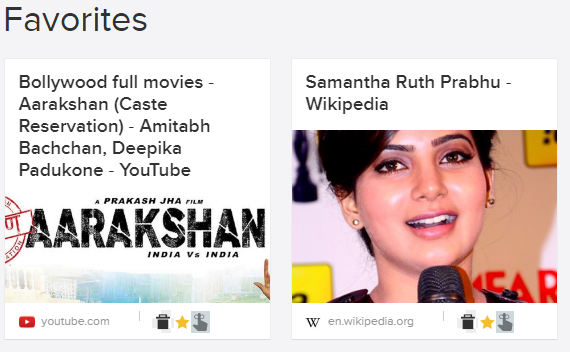 Favorites
Bollywood full movies -
Aarakshan (Caste
Reservation) - Amitabh
Bachchan, Deepika
Padukone - YouTube
A PRAKASH JHA FILM
AARAKSHAN
INDIA Vs INDIA
youtube.com
Samantha Ruth Prabhu -
Wikipedia
W en.wikipedia.org